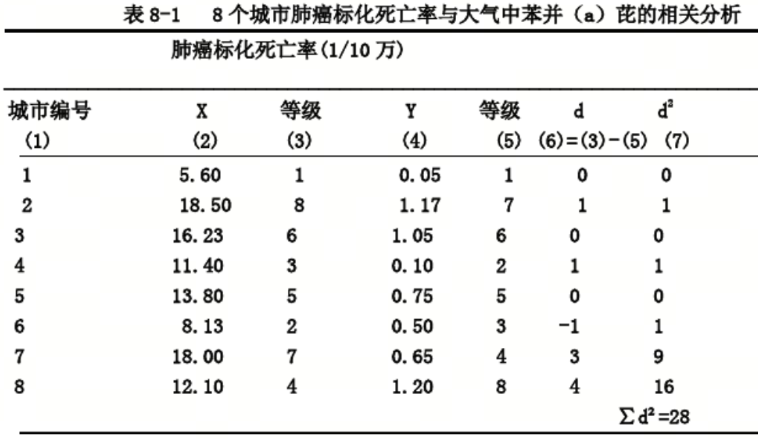 表 8-1 8 个城市肺癌标化死亡率与大气中苯并（a）芘的相关分析
肺癌标化死亡率(1/10 万)
城市编号 X 等级 Y 等级 d d²
(1) (2) (3) (4) (5) (6)=(3)-(5) (7)
1 5.60 1 0.05 1 0 0
2 18.50 8 1.17 7 1 1
3 16.23 6 1.05 6 0 0
4 11.40 3 0.10 2 1 1
5 13.80 5 0.75 5 0 0
6 8.13 2 0.50 3 -1 1
7 18.00 7 0.65 4 3 9
8 12.10 4 1.20 8 4 16
∑d²=28